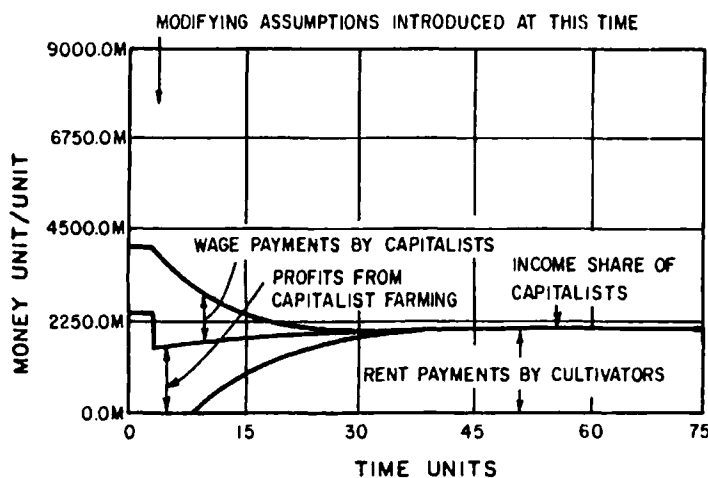 MODIFYING ASSUMPTIONS INTRODUCED AT THIS TIME
9000.0M
6750.0M
4500.0M
2250.0M
0.0M
MONEY UNIT/UNIT
WAGE PAYMENTS BY CAPITALISTS
PROFITS FROM
CAPITALIST FARMING
INCOME SHARE OF
CAPITALISTS
RENT PAYMENTS BY CULTIVATORS
0 15 30 45 60 75
TIME UNITS